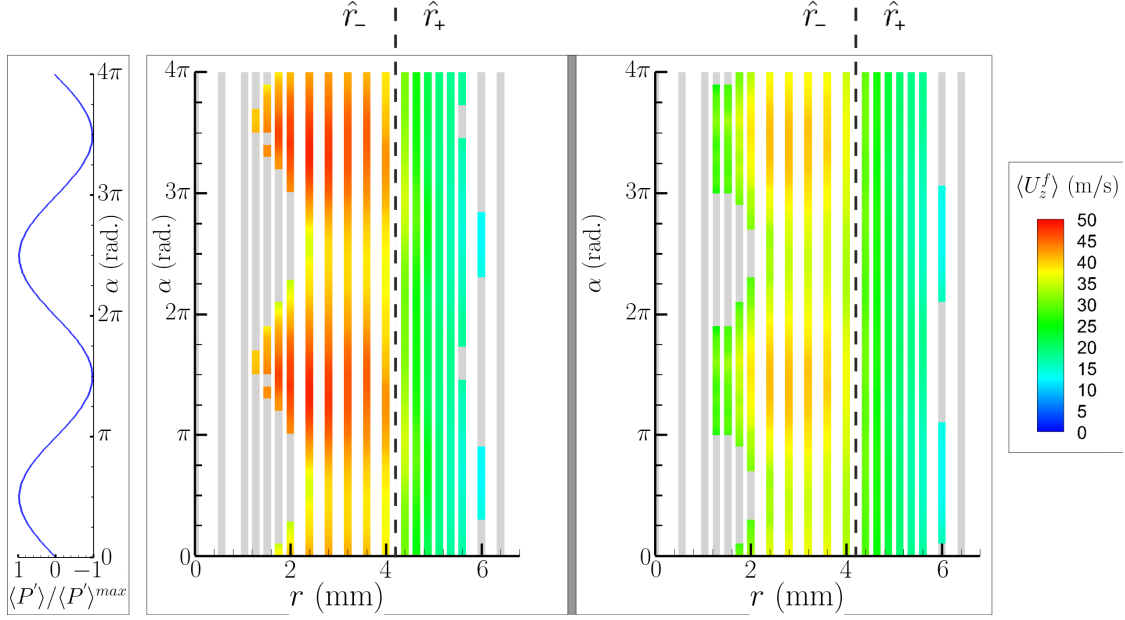 r̂₋ r̂₊ r̂₋ r̂₊
4π 4π 4π
3π 3π 3π
α (rad.) α (rad.) α (rad.)
2π 2π 2π
π π π
0 0 0
1 0 −1 0 2 4 6 0 2 4 6
⟨P′⟩/⟨P′⟩ᵐᵃˣ r (mm) r (mm)
⟨U_z^f⟩ (m/s)
50
45
40
35
30
25
20
15
10
5
0